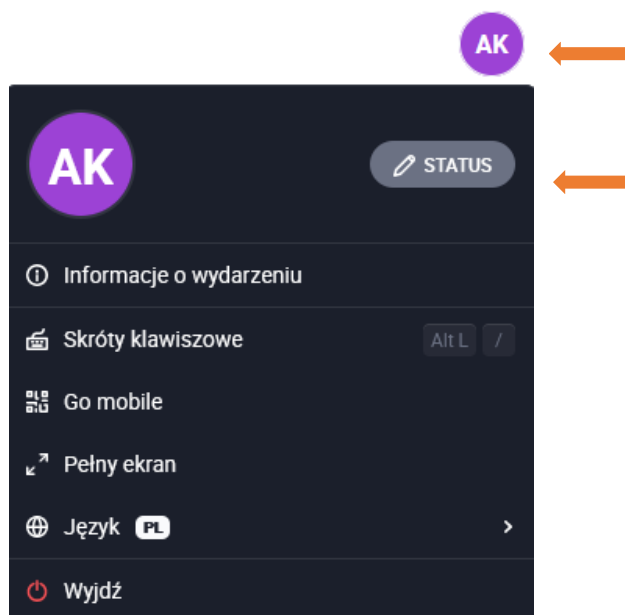 AK
AK STATUS
Informacje o wydarzeniu
Skróty klawiszowe Alt L /
Go mobile
Pełny ekran
Język PL
Wyjdź